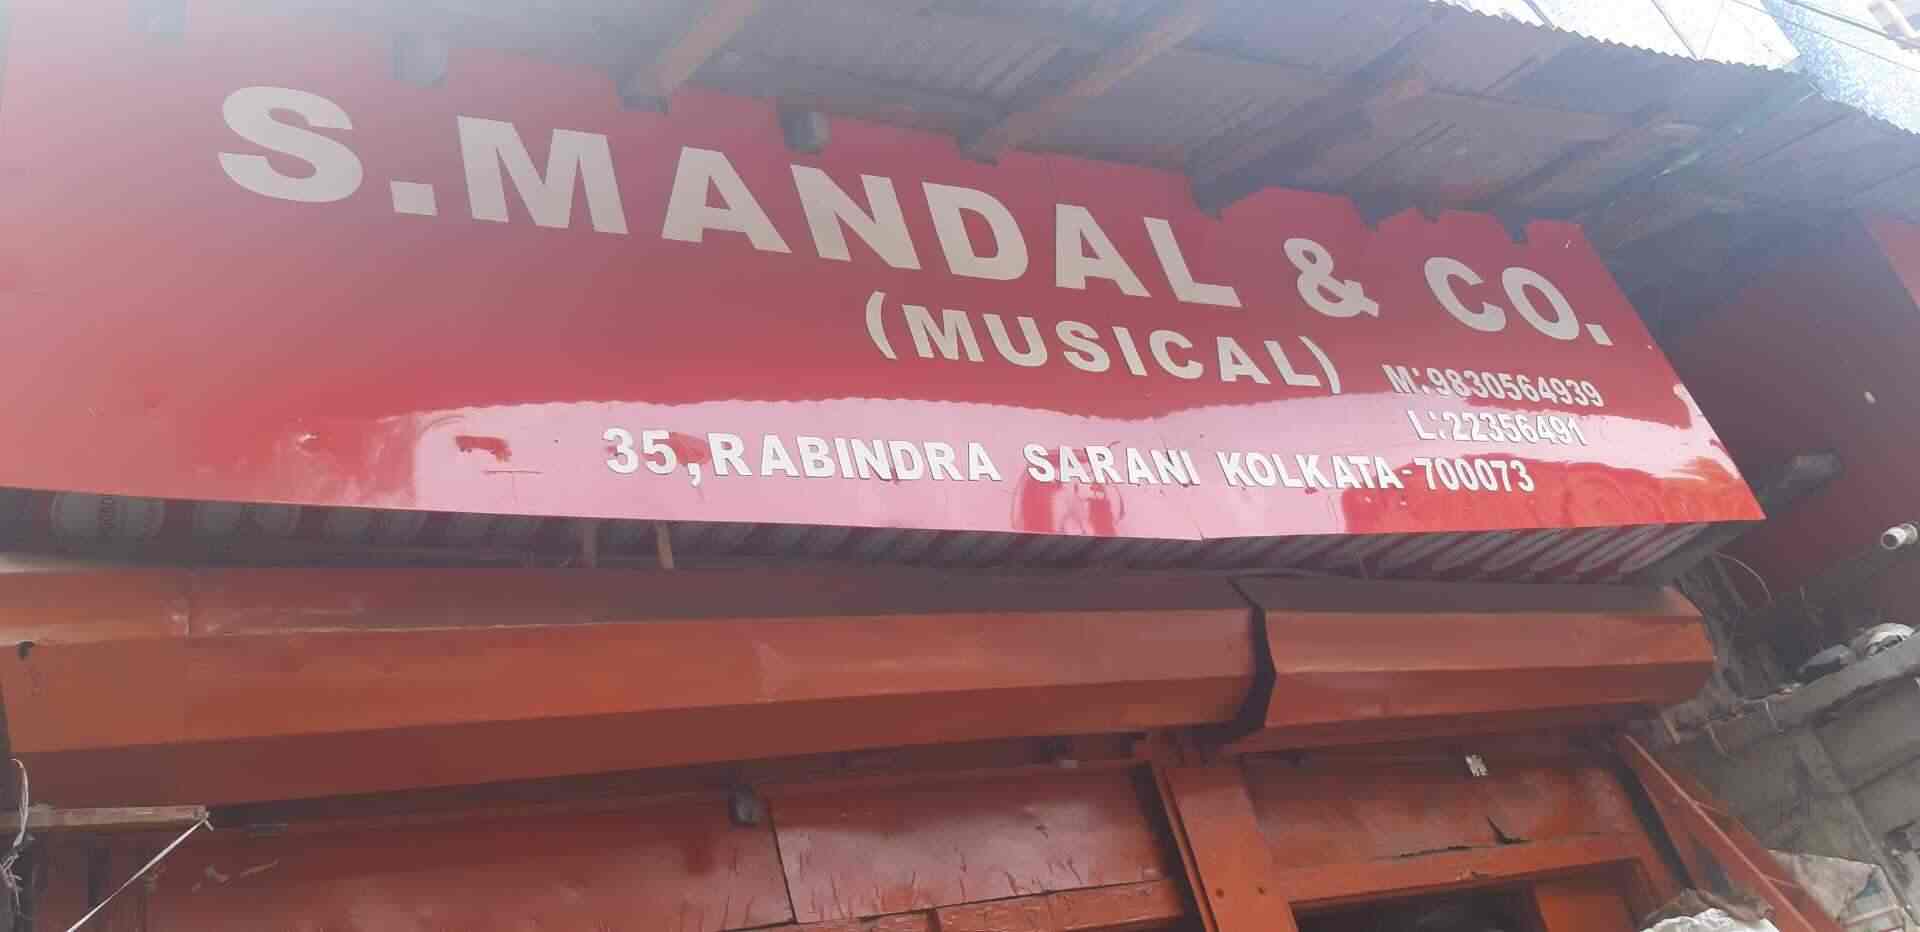 S.MANDAL & CO.
(MUSICAL)
M:9830564939
L:22356491
35,RABINDRA SARANI KOLKATA-700073